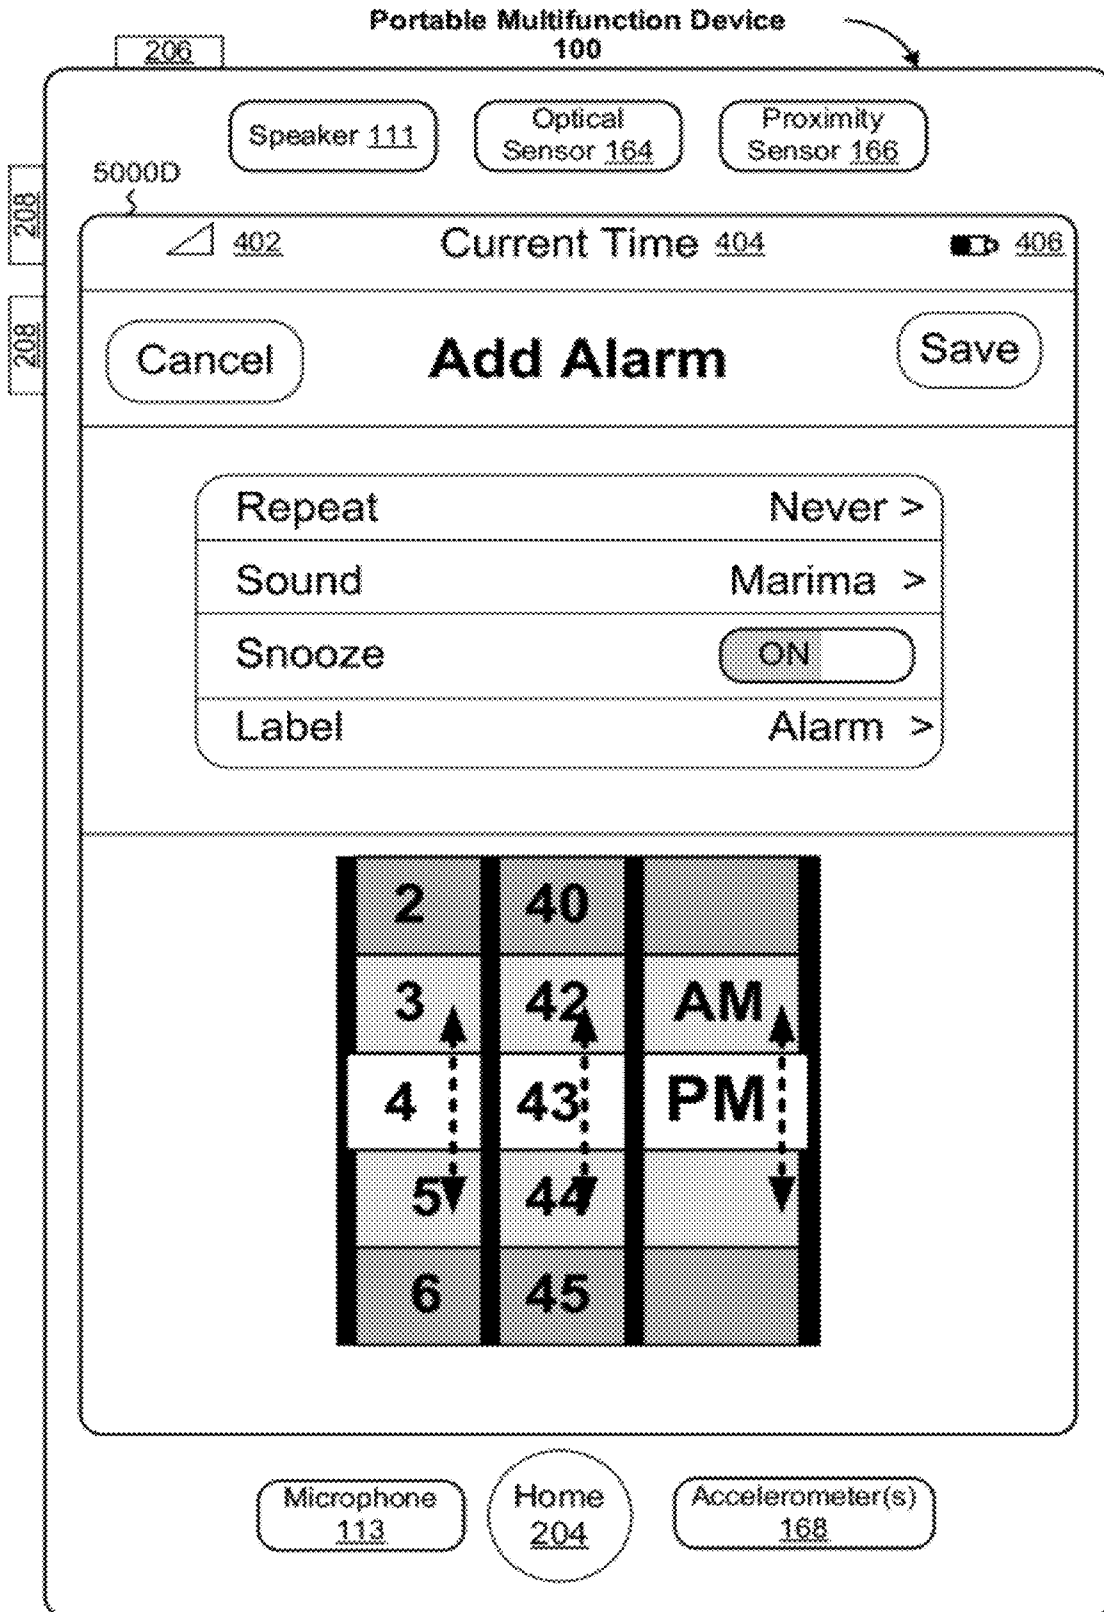 Portable Multifunction Device
100
206
Speaker 111
Optical
Sensor 164
Proximity
Sensor 166
5000D
208
208
402
Current Time 404
406
Cancel
Add Alarm
Save
Repeat Never >
Sound Marima >
Snooze ON
Label Alarm >
2 40
3 42 AM
4 43 PM
5 44
6 45
Microphone
113
Home
204
Accelerometer(s)
168